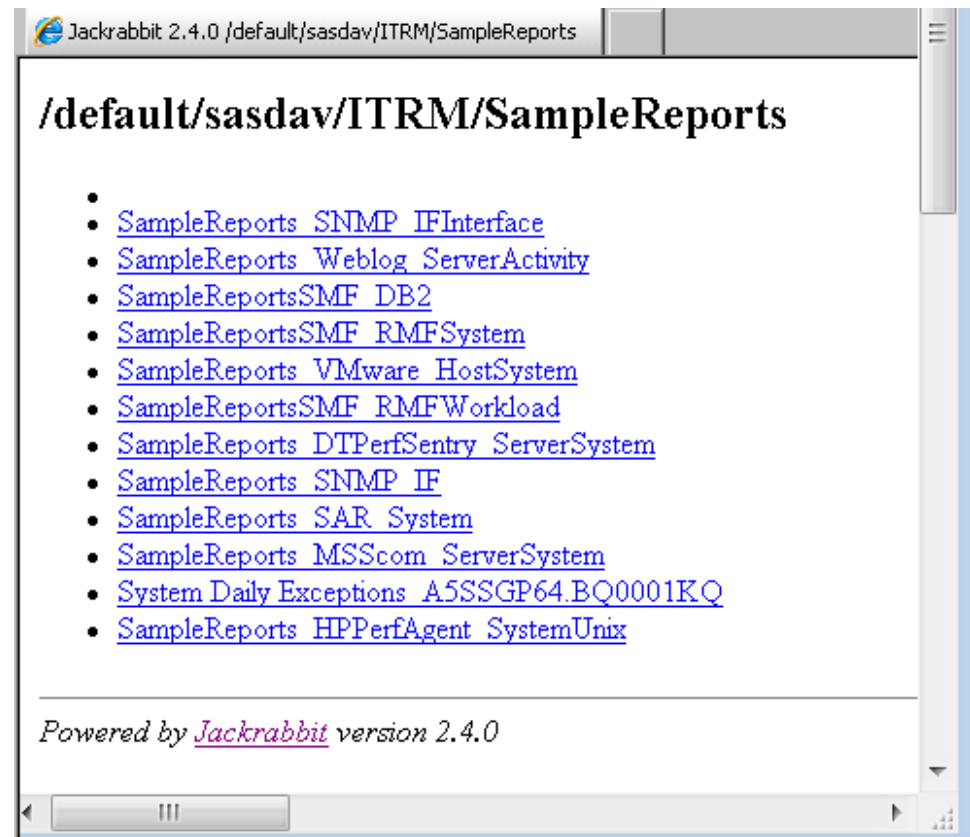 Jackrabbit 2.4.0 /default/sasdav/ITRM/SampleReports
/default/sasdav/ITRM/SampleReports
SampleReports_SNMP_IFInterface
SampleReports_Weblog_ServerActivity
SampleReportsSMF_DB2
SampleReportsSMF_RMFSystem
SampleReports_VMware_HostSystem
SampleReportsSMF_RMFWorkload
SampleReports_DTPerfSentry_ServerSystem
SampleReports_SNMP_IF
SampleReports_SAR_System
SampleReports_MSScom_ServerSystem
System Daily Exceptions_A5SSGP64.BQ0001KQ
SampleReports_HPPerfAgent_SystemUnix
Powered by Jackrabbit version 2.4.0